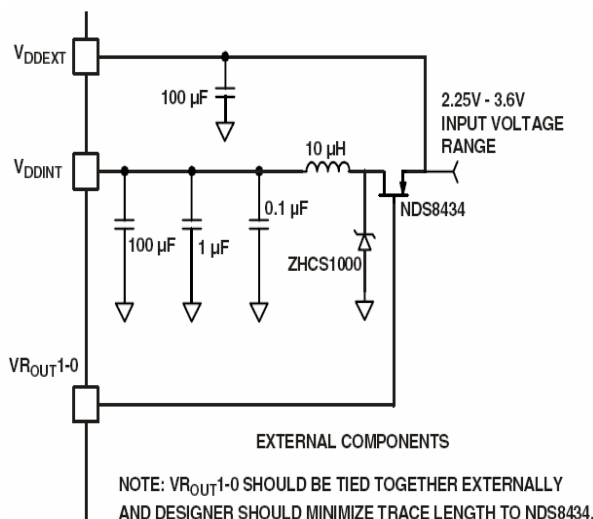 VDDEXT
100 µF
2.25V - 3.6V
INPUT VOLTAGE
RANGE
VDDINT
10 µH
NDS8434
0.1 µF
100 µF
1 µF
ZHCS1000
VROUT1-0
EXTERNAL COMPONENTS
NOTE: VROUT1-0 SHOULD BE TIED TOGETHER EXTERNALLY
AND DESIGNER SHOULD MINIMIZE TRACE LENGTH TO NDS8434.